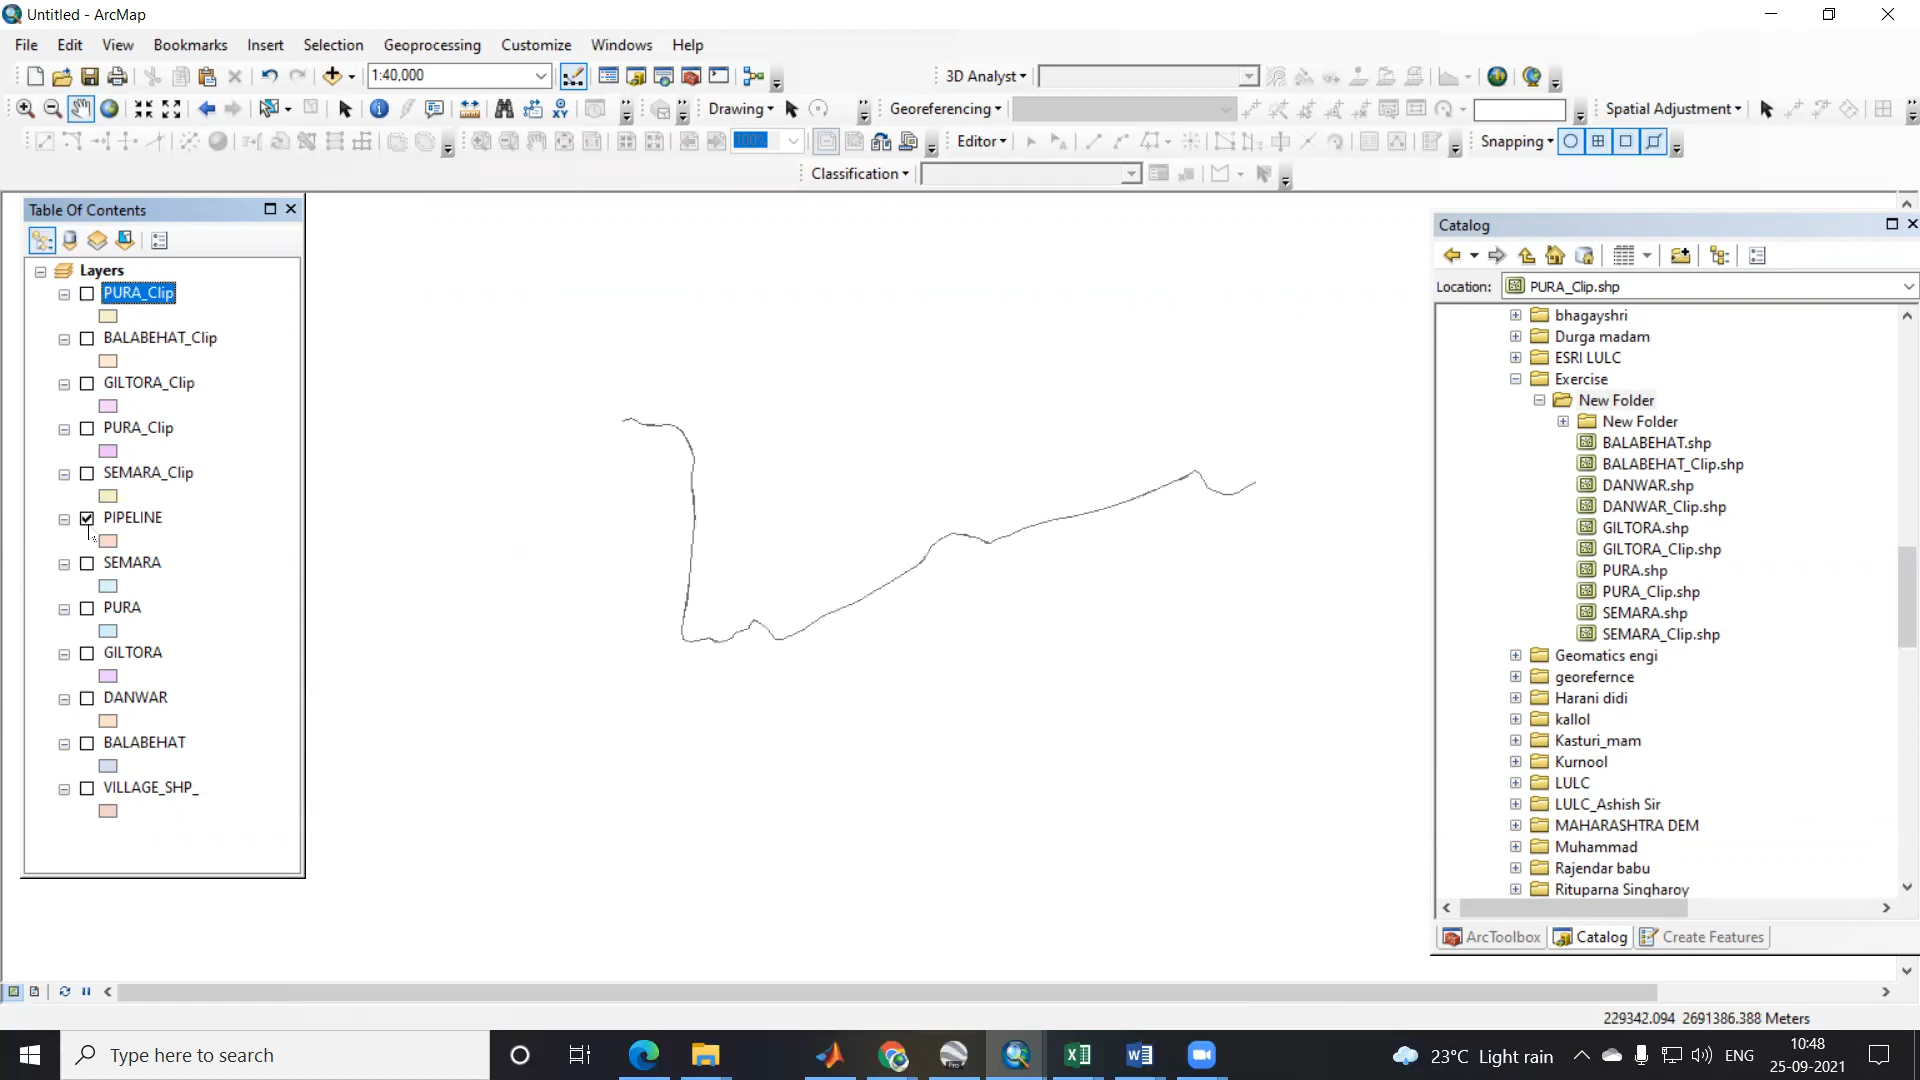 Untitled - ArcMap
File Edit View Bookmarks Insert Selection Geoprocessing Customize Windows Help
1:40,000
3D Analyst
Drawing
Georeferencing
Spatial Adjustment
100%
Editor
Snapping
Classification
Table Of Contents
Layers
PURA_Clip
BALABEHAT_Clip
GILTORA_Clip
PURA_Clip
SEMARA_Clip
PIPELINE
SEMARA
PURA
GILTORA
DANWAR
BALABEHAT
VILLAGE_SHP_
Catalog
Location: PURA_Clip.shp
bhagayshri
Durga madam
ESRI LULC
Exercise
New Folder
New Folder
BALABEHAT.shp
BALABEHAT_Clip.shp
DANWAR.shp
DANWAR_Clip.shp
GILTORA.shp
GILTORA_Clip.shp
PURA.shp
PURA_Clip.shp
SEMARA.shp
SEMARA_Clip.shp
Geomatics engi
georefernce
Harani didi
kallol
Kasturi_mam
Kurnool
LULC
LULC_Ashish Sir
MAHARASHTRA DEM
Muhammad
Rajendar babu
Rituparna Singharoy
ArcToolbox Catalog Create Features
229342.094 2691386.388 Meters
Type here to search
23°C Light rain
ENG
10:48
25-09-2021